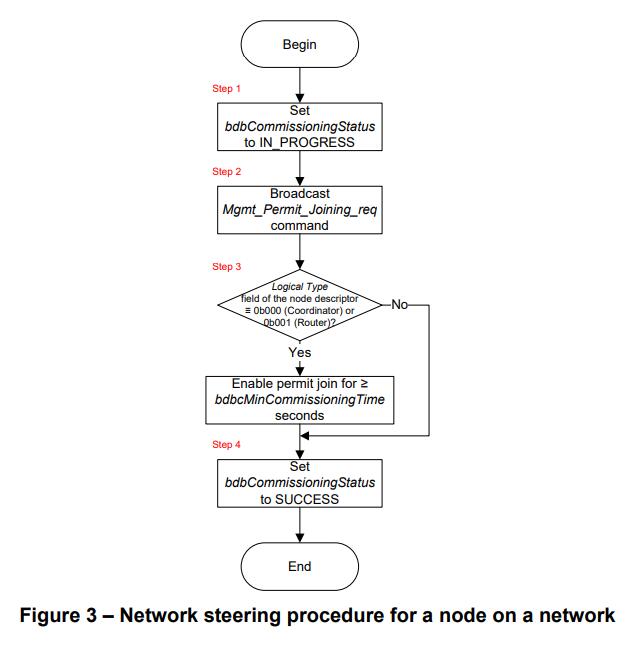 Begin
Step 1
Set
bdbCommissioningStatus
to IN_PROGRESS
Step 2
Broadcast
Mgmt_Permit_Joining_req
command
Step 3
Logical Type
field of the node descriptor
≡ 0b000 (Coordinator) or
0b001 (Router)?
No
Yes
Enable permit join for ≥
bdbcMinCommissioningTime
seconds
Step 4
Set
bdbCommissioningStatus
to SUCCESS
End
Figure 3 – Network steering procedure for a node on a network